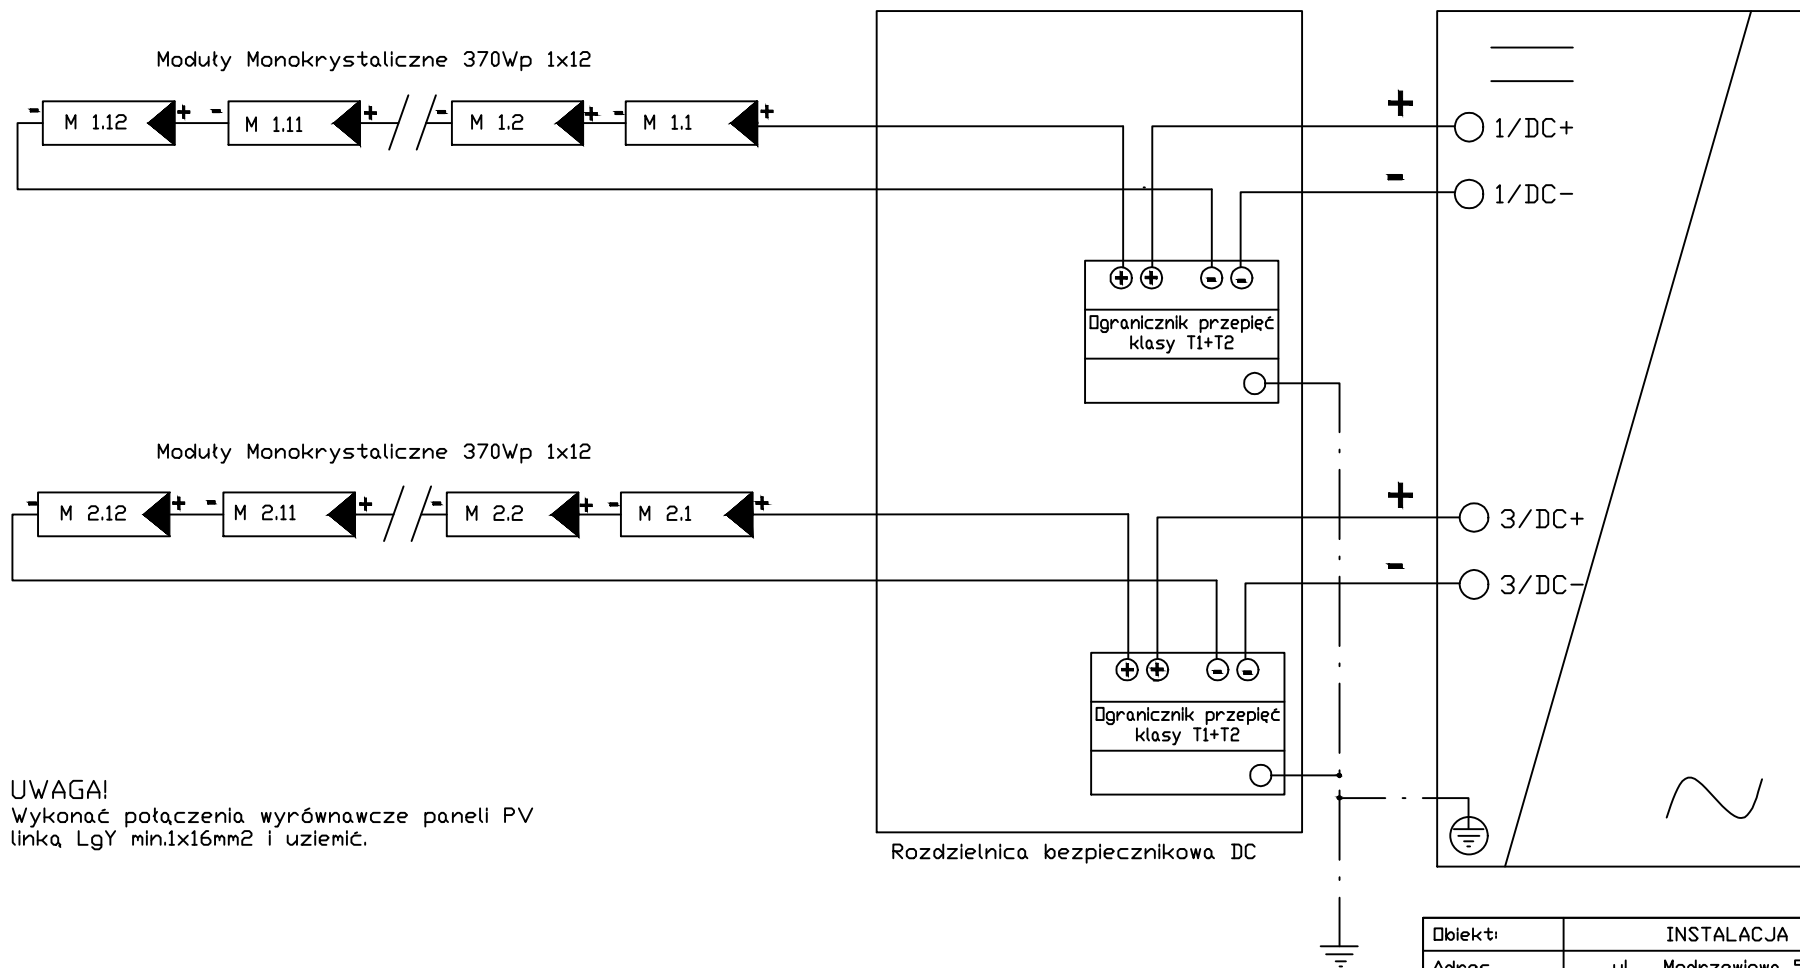 Moduły Monokrystaliczne 370Wp 1x12
- M 1.12 + - M 1.11 + - M 1.2 + - M 1.1 +
+
1/DC+
-
1/DC-
+ + - -
Ogranicznik przepięć
klasy T1+T2
Moduły Monokrystaliczne 370Wp 1x12
- M 2.12 + - M 2.11 + - M 2.2 + - M 2.1 +
+
3/DC+
-
3/DC-
+ + - -
Ogranicznik przepięć
klasy T1+T2
UWAGA!
Wykonać połączenia wyrównawcze paneli PV
linką LgY min.1x16mm2 i uziemić.
Rozdzielnica bezpiecznikowa DC
Obiekt: INSTALACJA
Adres ul. Modrzewiowa